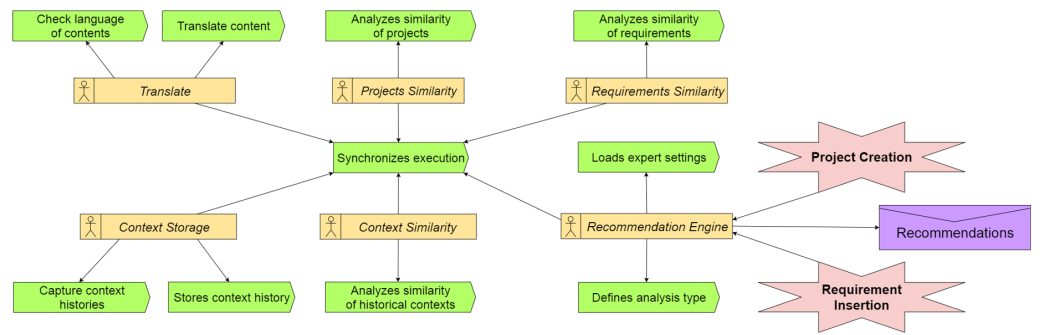 Check language
of contents
Translate content
Analyzes similarity
of projects
Analyzes similarity
of requirements
Translate
Projects Similarity
Requirements Similarity
Synchronizes execution
Loads expert settings
Project Creation
Context Storage
Context Similarity
Recommendation Engine
Recommendations
Capture context
histories
Stores context history
Analyzes similarity
of historical contexts
Defines analysis type
Requirement
Insertion